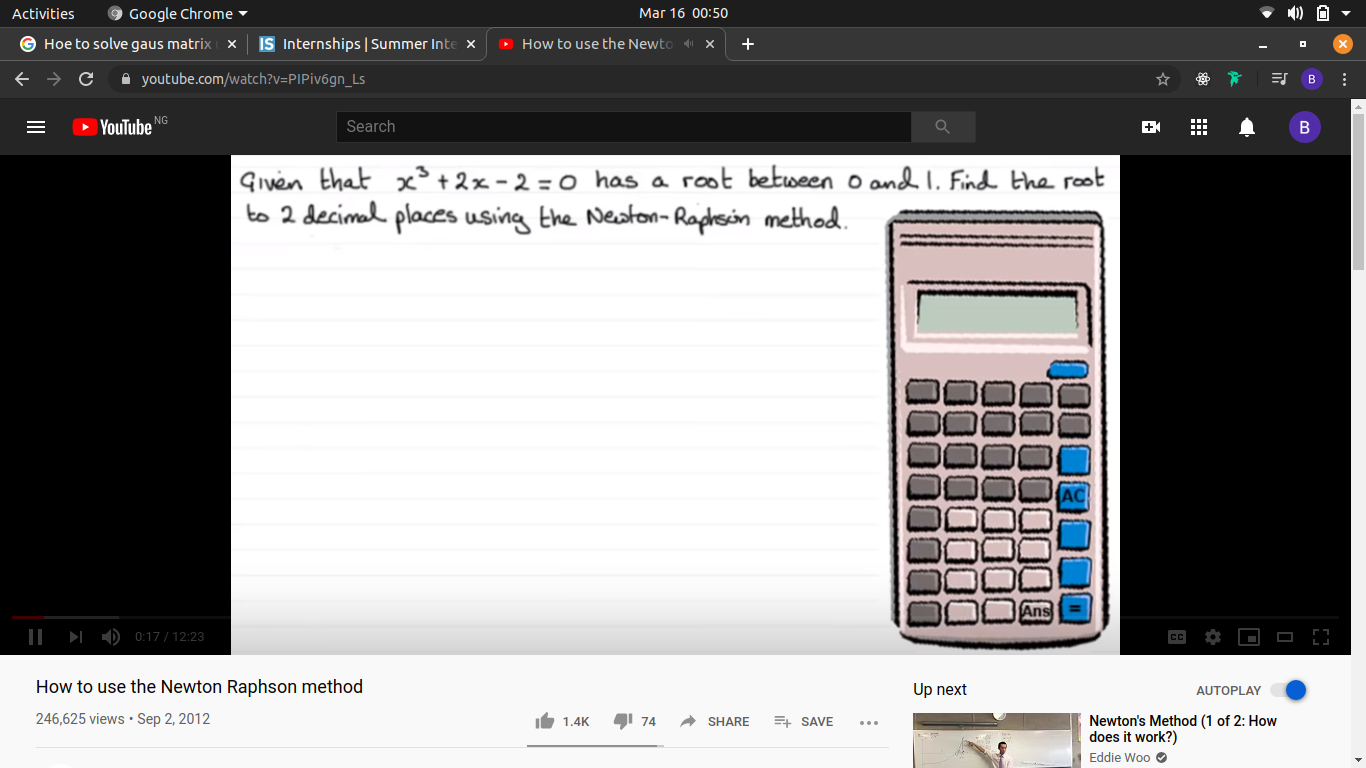 Activities
Google Chrome
Mar 16 00:50
Hoe to solve gaus matrix
Internships | Summer Inte
How to use the Newto
youtube.com/watch?v=PIPiv6gn_Ls
B
YouTube NG
Search
B
Given that x³ + 2x - 2 = 0 has a root between 0 and 1. Find the root
to 2 decimal places using the Newton-Raphson method.
AC
Ans =
0:17 / 12:23
CC
How to use the Newton Raphson method
246,625 views • Sep 2, 2012
1.4K 74 SHARE SAVE
Up next
AUTOPLAY
Newton's Method (1 of 2: How
does it work?)
Eddie Woo